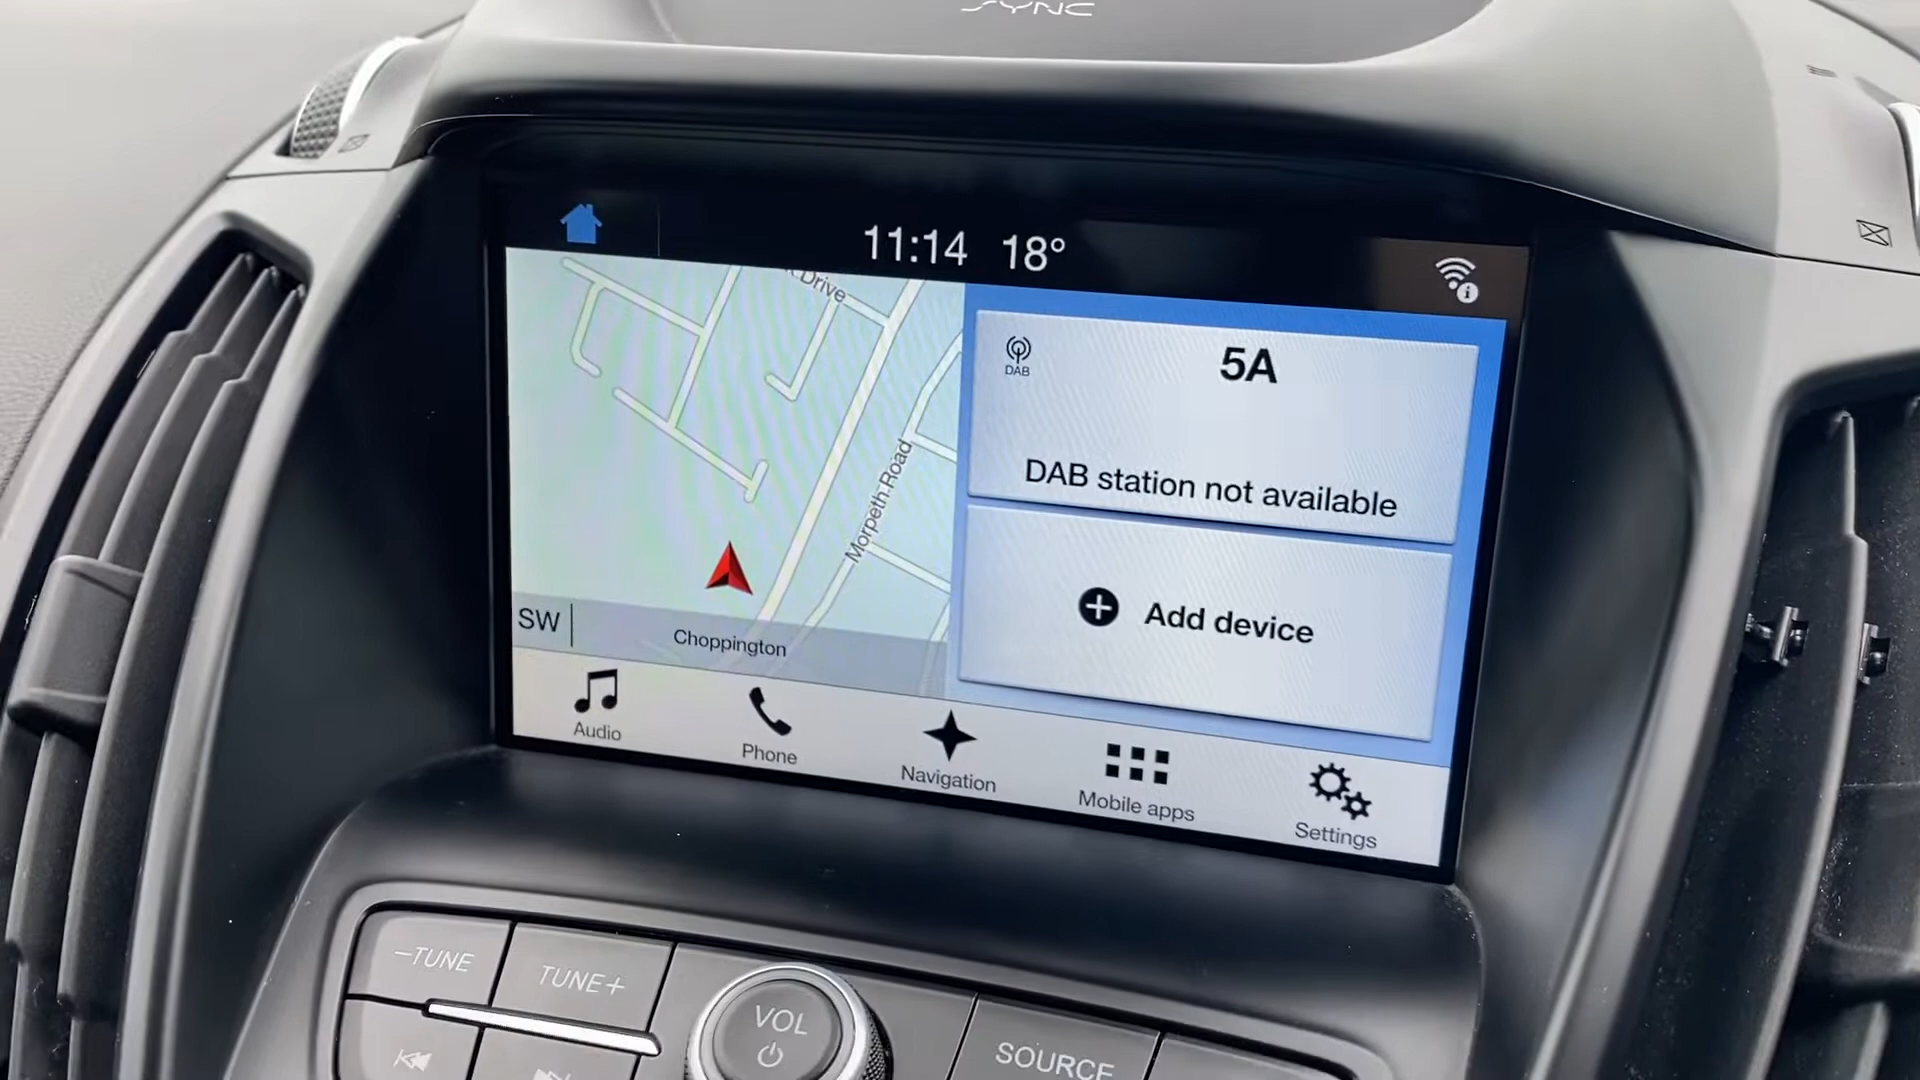 SYNC
11:14 18°
Drive
Morpeth Road
DAB
5A
DAB station not available
Add device
SW
Choppington
Audio
Phone
Navigation
Mobile apps
Settings
–TUNE
TUNE+
VOL
SOURCE